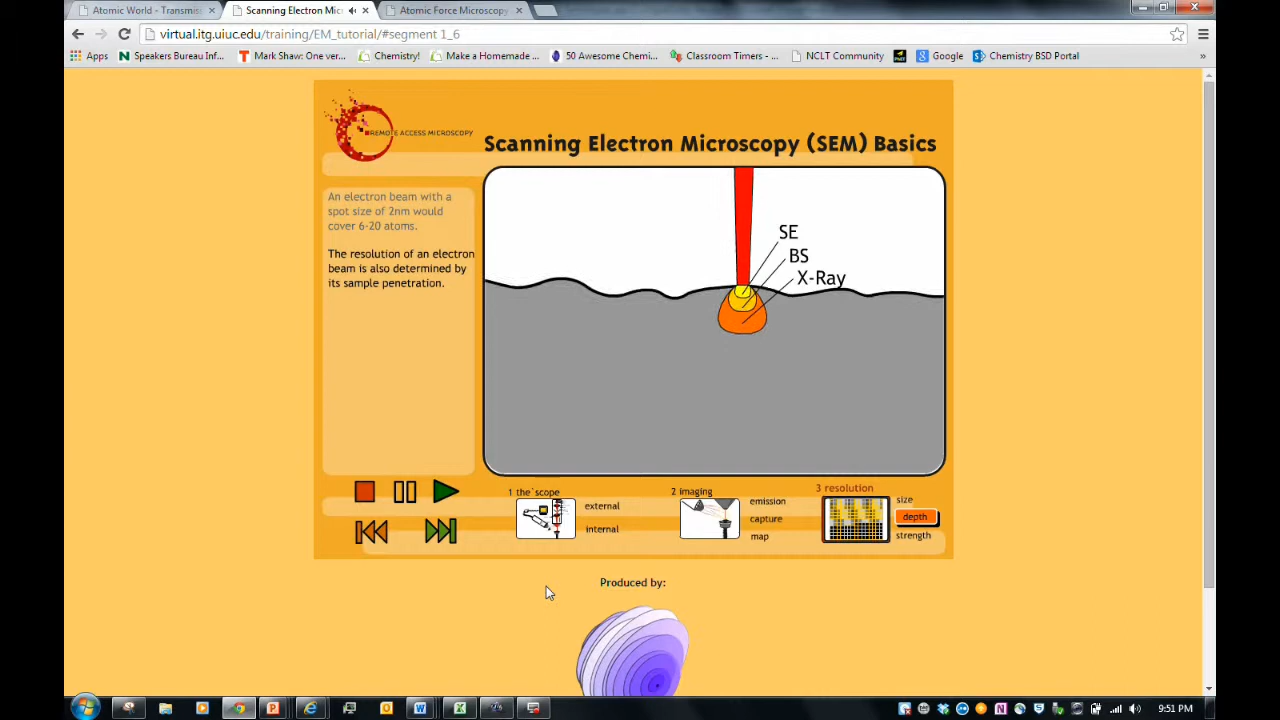 Atomic World - Transmis
Scanning Electron Micr
Atomic Force Microscopy
virtual.itg.uiuc.edu/training/EM_tutorial/#segment 1_6
Apps
Speakers Bureau Inf...
Mark Shaw: One ver...
Chemistry!
Make a Homemade ...
50 Awesome Chemi...
Classroom Timers - ...
NCLT Community
Google
Chemistry BSD Portal
»
REMOTE ACCESS MICROSCOPY
Scanning Electron Microscopy (SEM) Basics
An electron beam with a
spot size of 2nm would
cover 6-20 atoms.
The resolution of an electron
beam is also determined by
its sample penetration.
SE
BS
X-Ray
1 the scope
external
internal
2 imaging
emission
capture
map
3 resolution
size
depth
strength
Produced by:
9:51 PM